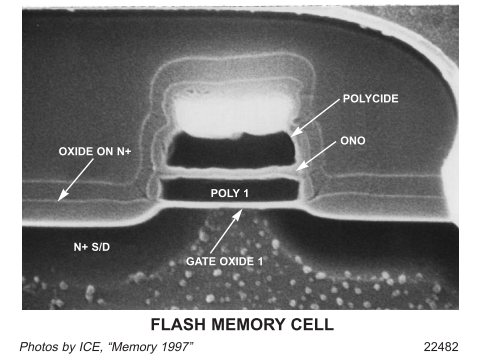 POLYCIDE
ONO
OXIDE ON N+
POLY 1
N+ S/D
GATE OXIDE 1
FLASH MEMORY CELL
Photos by ICE, “Memory 1997”
22482